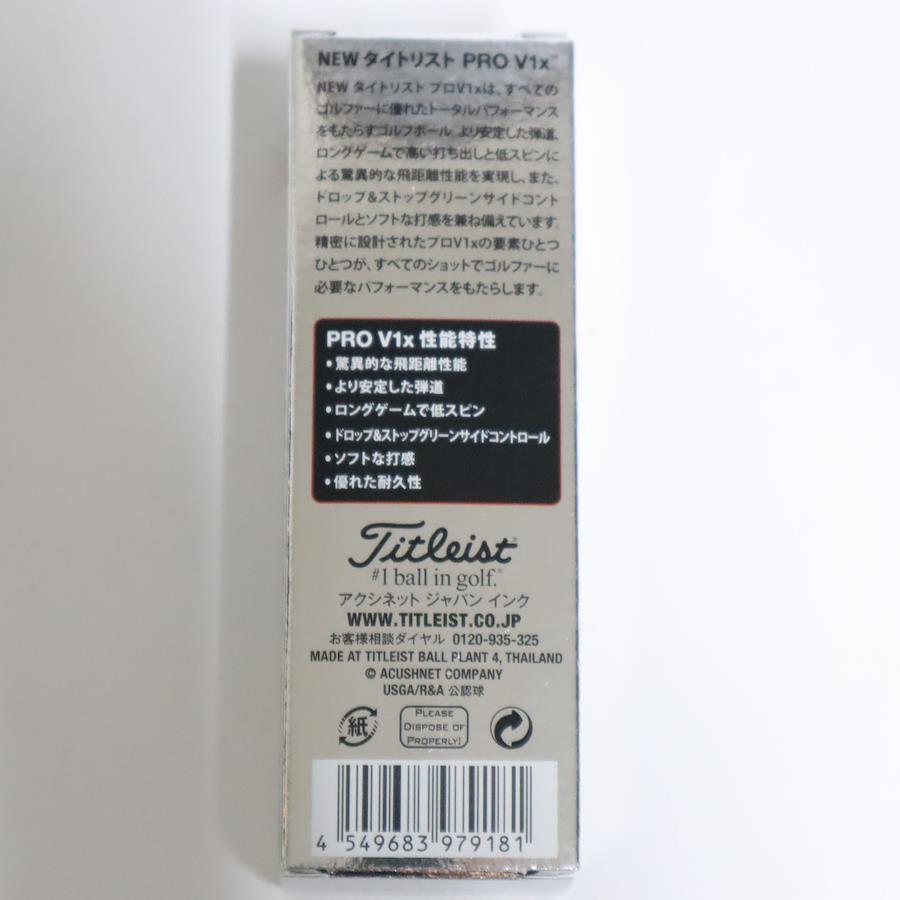 NEW タイトリスト PRO V1x™
NEW タイトリスト プロV1xは、すべての
ゴルファーに優れたトータルパフォーマンス
をもたらすゴルフボール。より安定した弾道、
ロングゲームで高い打ち出しと低スピンに
よる驚異的な飛距離性能を実現し、また、
ドロップ&ストップグリーンサイドコント
ロールとソフトな打感を兼ね備えています。
精密に設計されたプロV1xの要素ひとつ
ひとつが、すべてのショットでゴルファーに
必要なパフォーマンスをもたらします。
PRO V1x 性能特性
•驚異的な飛距離性能
•より安定した弾道
•ロングゲームで低スピン
•ドロップ&ストップグリーンサイドコントロール
•ソフトな打感
•優れた耐久性
Titleist®
#1 ball in golf.®
アクシネット ジャパン インク
WWW.TITLEIST.CO.JP
お客様相談ダイヤル 0120-935-325
MADE AT TITLEIST BALL PLANT 4, THAILAND
© ACUSHNET COMPANY
USGA/R&A 公認球
紙
PLEASE
DISPOSE OF
PROPERLY!
4 549683 979181